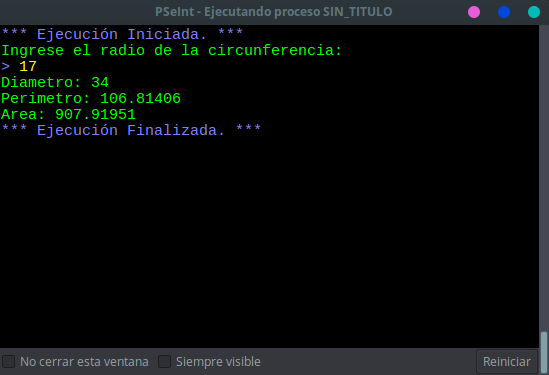 PSeInt - Ejecutando proceso SIN_TITULO
*** Ejecución Iniciada. ***
Ingrese el radio de la circunferencia:
> 17
Diametro: 34
Perimetro: 106.81406
Area: 907.91951
*** Ejecución Finalizada. ***
No cerrar esta ventana Siempre visible Reiniciar